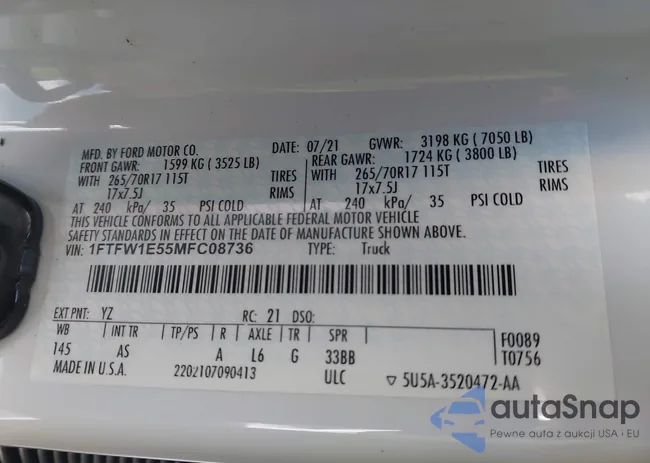 MFD. BY FORD MOTOR CO. DATE: 07/21 GVWR: 3198 KG (7050 LB)
FRONT GAWR: 1599 KG (3525 LB) REAR GAWR: 1724 KG (3800 LB)
WITH 265/70R17 115T TIRES WITH 265/70R17 115T TIRES
17x7.5J RIMS 17x7.5J RIMS
AT 240 kPa/ 35 PSI COLD AT 240 kPa/ 35 PSI COLD
THIS VEHICLE CONFORMS TO ALL APPLICABLE FEDERAL MOTOR VEHICLE
SAFETY STANDARDS IN EFFECT ON THE DATE OF MANUFACTURE SHOWN ABOVE.
VIN: 1FTFW1E55MFC08736 TYPE: Truck
EXT PNT: YZ RC: 21 DSO:
WB INT TR TP/PS R AXLE TR SPR F0089
145 AS A L6 G 33BB T0756
MADE IN U.S.A. 2202107090413 ULC 5U5A-3520472-AA
autoSnap
Pewne auta z aukcji USA i EU